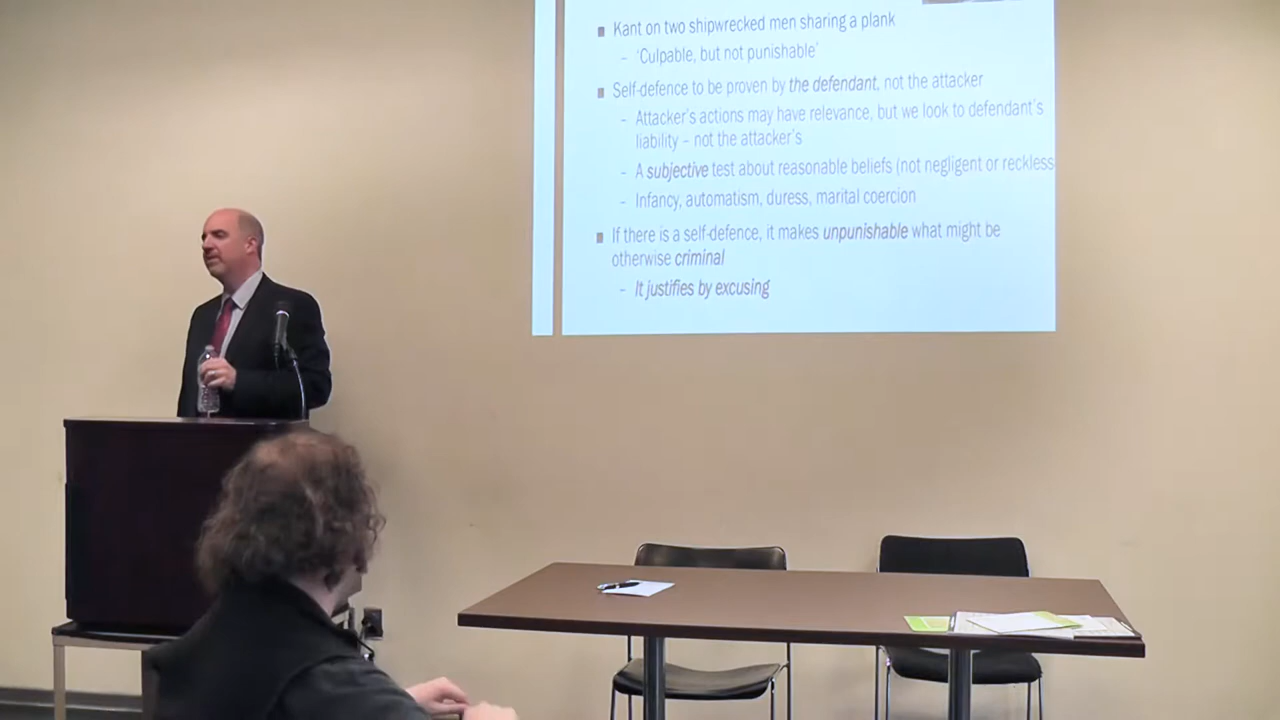 ▪ Kant on two shipwrecked men sharing a plank
– 'Culpable, but not punishable'
▪ Self-defence to be proven by the defendant, not the attacker
– Attacker's actions may have relevance, but we look to defendant's
liability – not the attacker's
– A subjective test about reasonable beliefs (not negligent or reckless
– Infancy, automatism, duress, marital coercion
▪ If there is a self-defence, it makes unpunishable what might be
otherwise criminal
– It justifies by excusing